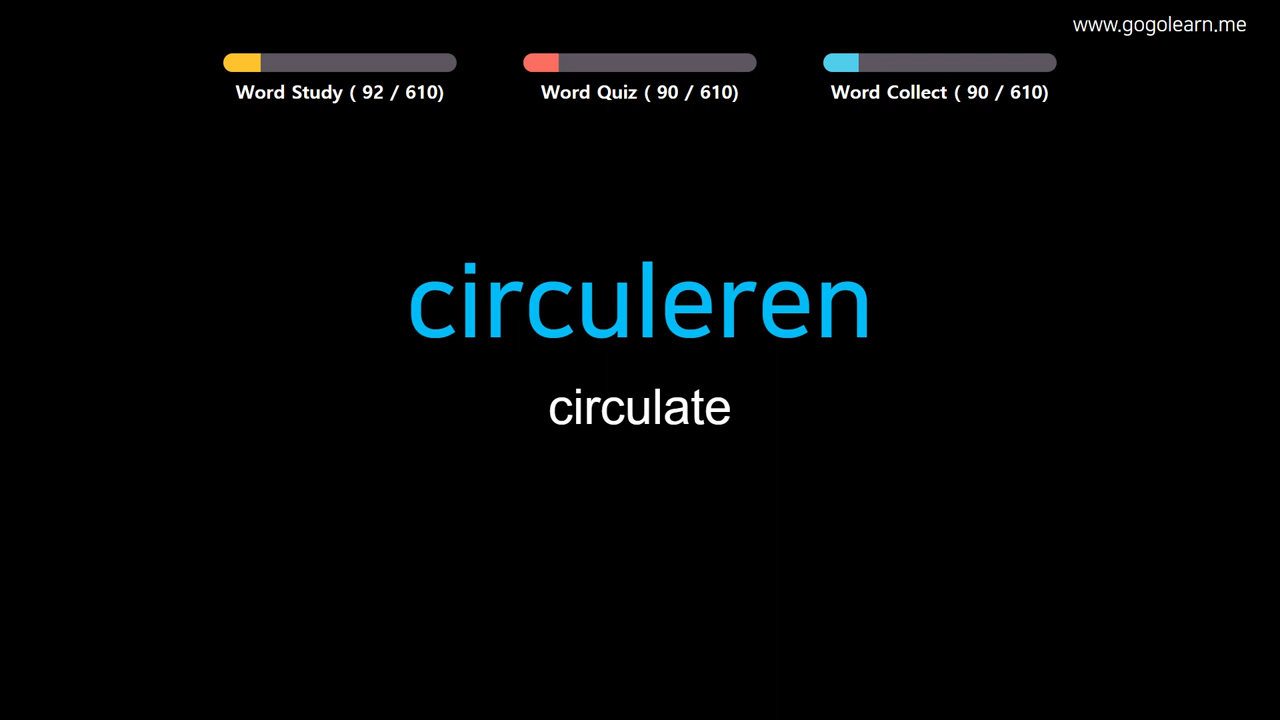 www.gogolearn.me
Word Study ( 92 / 610)
Word Quiz ( 90 / 610)
Word Collect ( 90 / 610)
circuleren
circulate